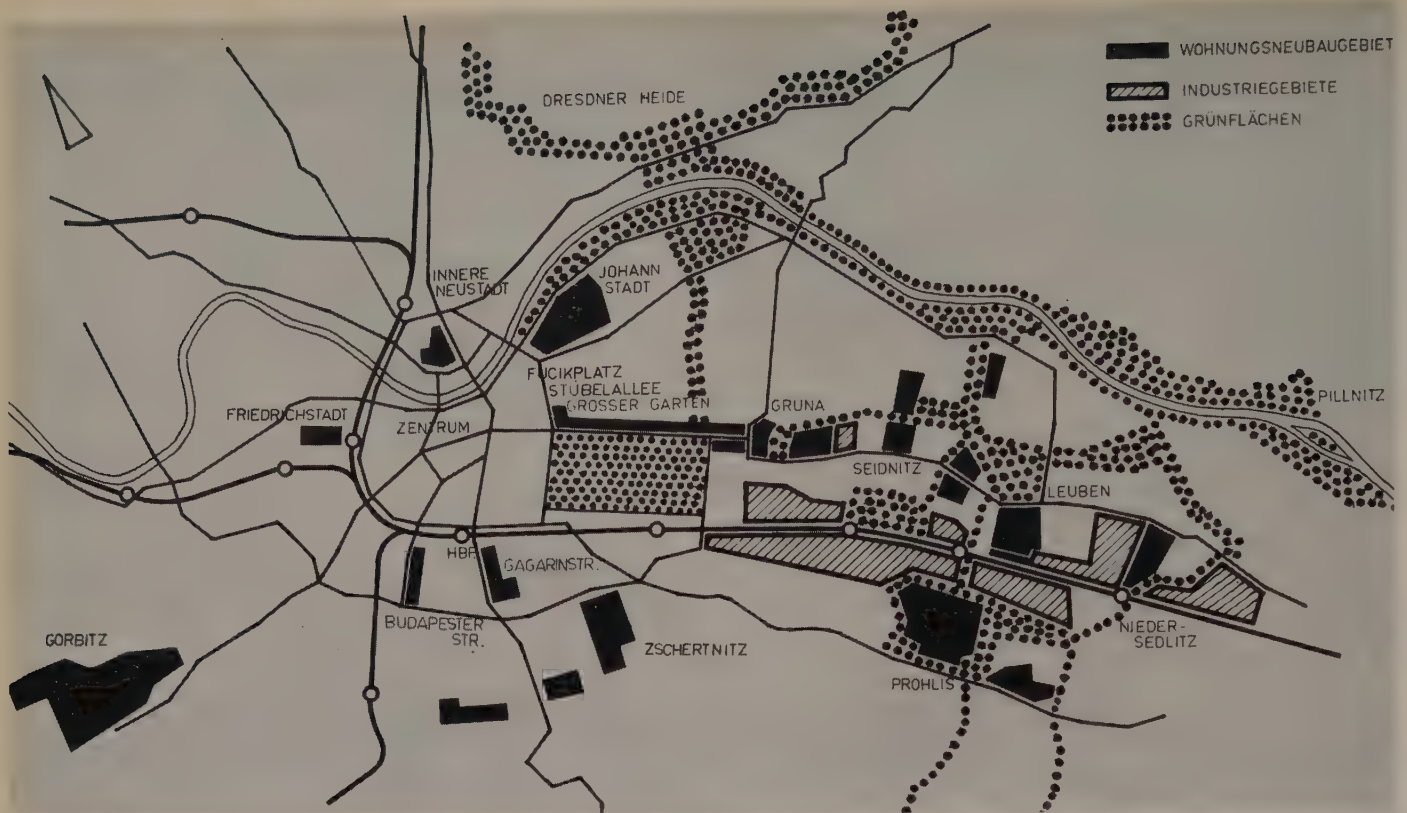 WOHNUNGSNEUBAUGEBIET
INDUSTRIEGEBIETE
GRÜNFLÄCHEN
DRESDNER HEIDE
INNERE
NEUSTADT
JOHANN
STADT
FUCIKPLATZ
STÜBELALLEE
GROSSER GARTEN
GRUNA
PILLNITZ
FRIEDRICHSTADT
ZENTRUM
SEIDNITZ
LEUBEN
HBF.
GAGARINSTR.
BUDAPESTER
STR.
ZSCHERTNITZ
GORBITZ
NIEDER-
SEDLITZ
PROHLIS